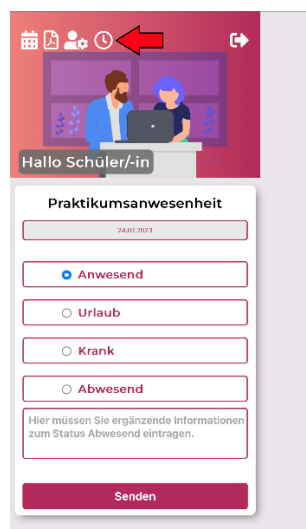 Hallo Schüler/-in
Praktikumsanwesenheit
24.02.2023
Anwesend
Urlaub
Krank
Abwesend
Hier müssen Sie ergänzende Informationen
zum Status Abwesend eintragen.
Senden